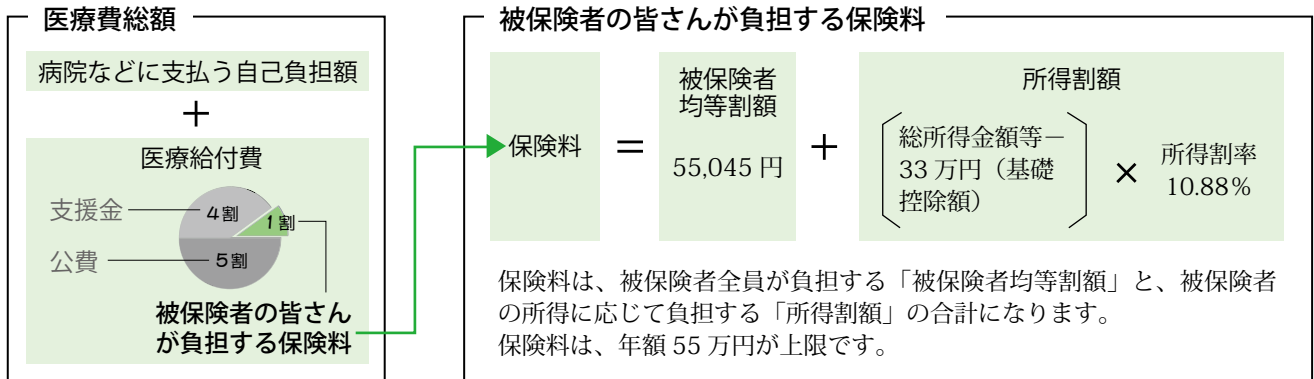 医療費総額
病院などに支払う自己負担額
＋
医療給付費
支援金
4割
1割
公費
5割
被保険者の皆さん
が負担する保険料
被保険者の皆さんが負担する保険料
保険料
＝
被保険者
均等割額
55,045 円
＋
所得割額
総所得金額等－
33 万円（基礎
控除額）
×
所得割率
10.88%
保険料は、被保険者全員が負担する「被保険者均等割額」と、被保険者
の所得に応じて負担する「所得割額」の合計になります。
保険料は、年額 55 万円が上限です。